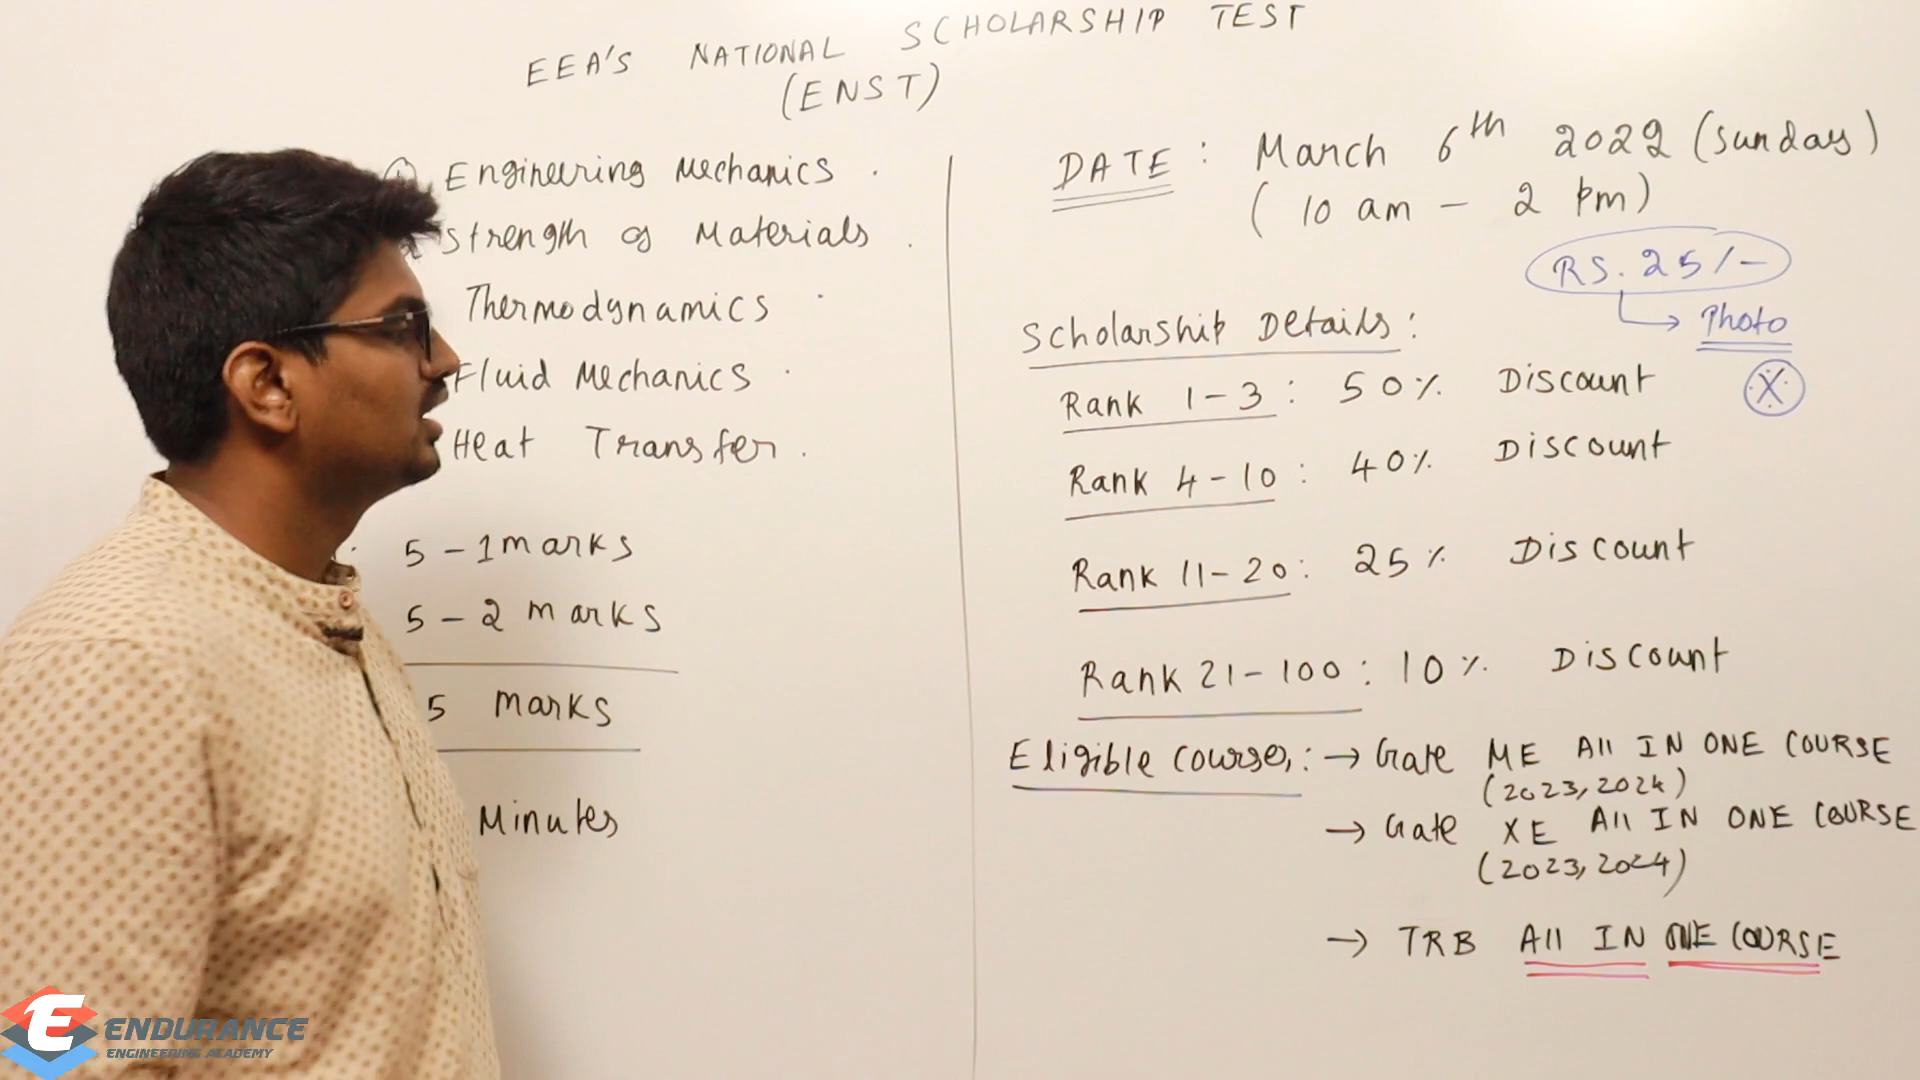 EEA'S NATIONAL SCHOLARSHIP TEST
(ENST)
① Engineering Mechanics.
Strength of Materials.
Thermodynamics.
Fluid Mechanics.
Heat Transfer.
5 - 1 marks
5 - 2 marks
5 marks
Minutes
DATE : March 6th 2022 (Sunday)
(10 am - 2 pm)
RS. 25/-
Photo
X
Scholarship Details :
Rank 1-3 : 50% Discount
Rank 4-10 : 40% Discount
Rank 11-20 : 25% Discount
Rank 21-100 : 10% Discount
Eligible Courses : → Gate ME All IN ONE COURSE
(2023, 2024)
→ Gate XE All IN ONE COURSE
(2023, 2024)
→ TRB All IN ONE COURSE
E ENDURANCE
ENGINEERING ACADEMY